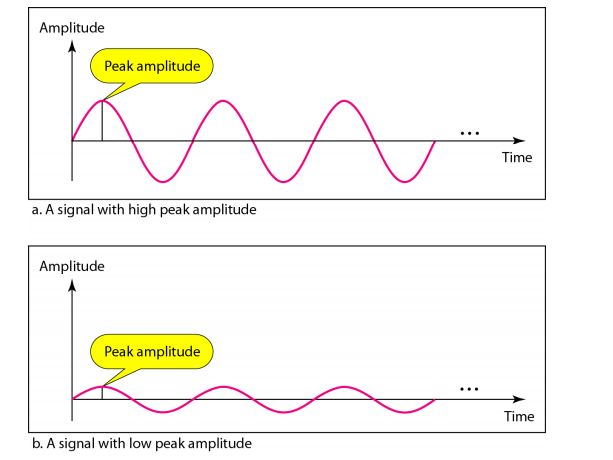 Amplitude
Peak amplitude
...
Time
a. A signal with high peak amplitude
Amplitude
Peak amplitude
...
Time
b. A signal with low peak amplitude